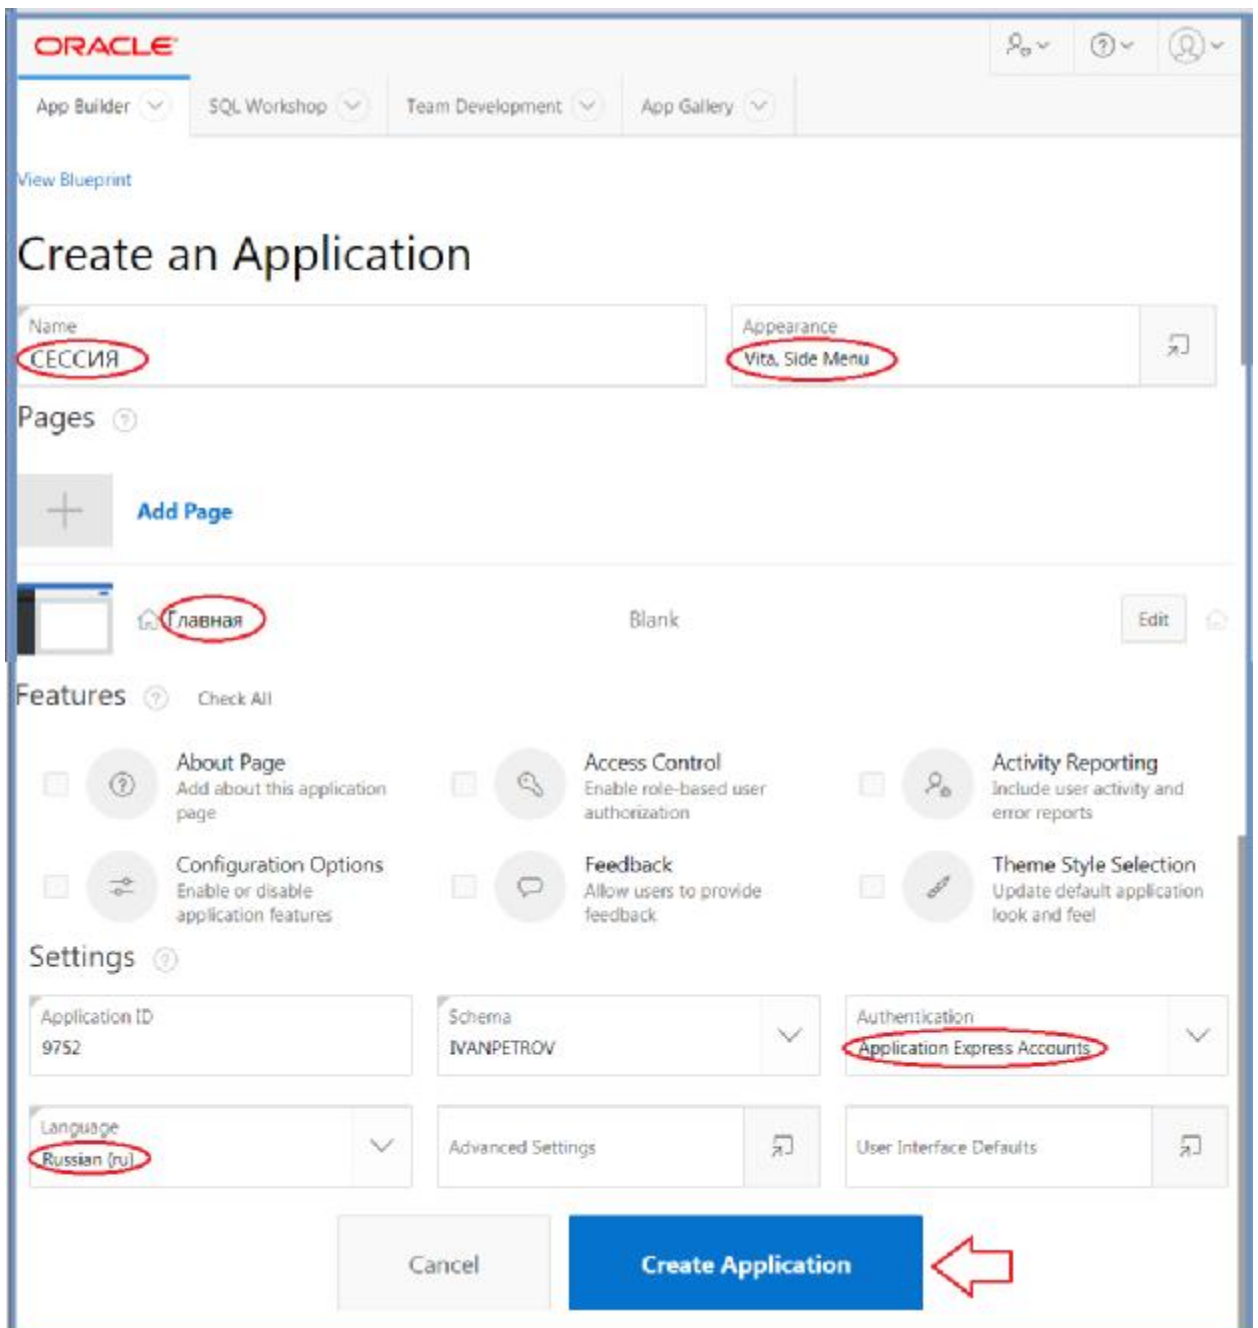 ORACLE
App Builder SQL Workshop Team Development App Gallery
View Blueprint
Create an Application
Name
СЕССИЯ
Appearance
Vita, Side Menu
Pages ?
Add Page
Главная Blank Edit
Features ? Check All
About Page
Add about this application
page
Access Control
Enable role-based user
authorization
Activity Reporting
Include user activity and
error reports
Configuration Options
Enable or disable
application features
Feedback
Allow users to provide
feedback
Theme Style Selection
Update default application
look and feel
Settings ?
Application ID
9752
Schema
IVANPETROV
Authentication
Application Express Accounts
Language
Russian (ru)
Advanced Settings
User Interface Defaults
Cancel Create Application